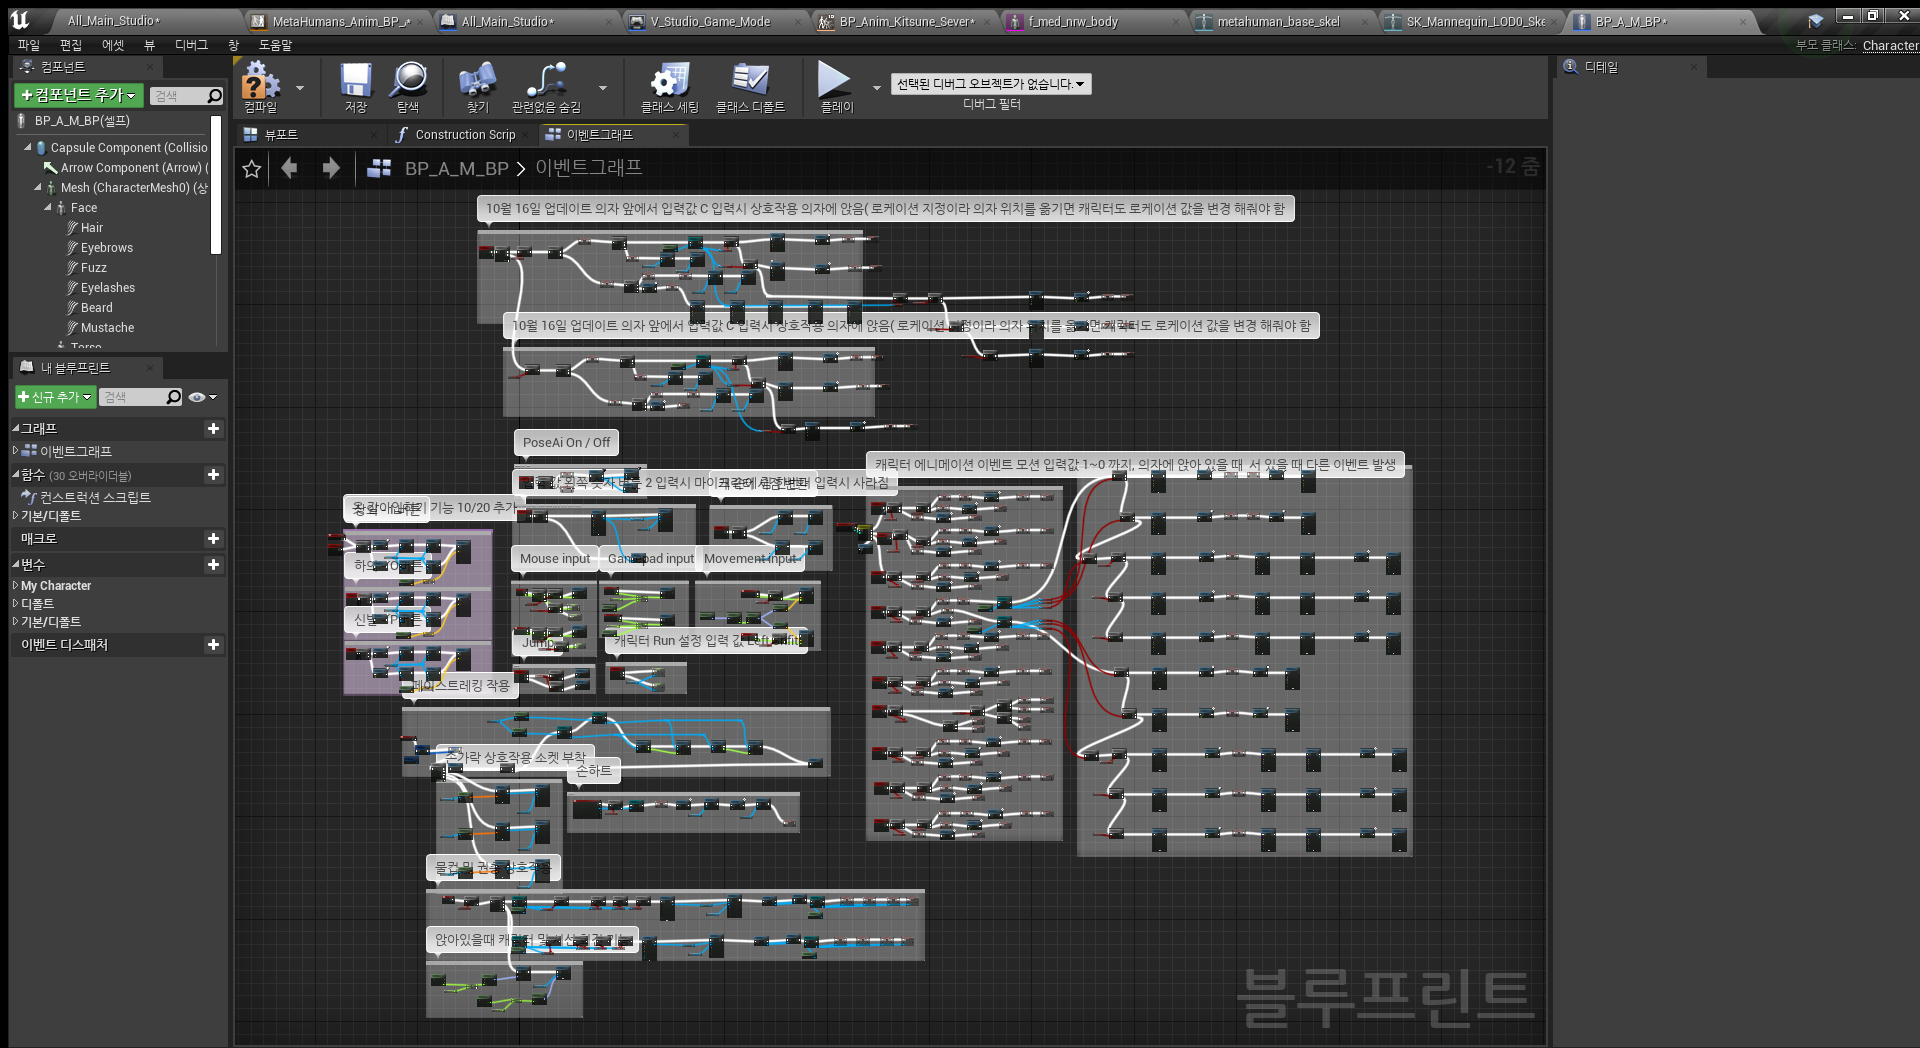 All_Main_Studio*
MetaHumans_Anim_BP_*
All_Main_Studio*
V_Studio_Game_Mode
BP_Anim_Kitsune_Sever*
f_med_nrw_body
metahuman_base_skel
SK_Mannequin_LOD0_Ske
BP_A_M_BP*
파일 편집 에셋 뷰 디버그 창 도움말
부모 클래스: Character
컴포넌트
+컴포넌트 추가
검색
BP_A_M_BP(셀프)
Capsule Component (Collisio
Arrow Component (Arrow) (
Mesh (CharacterMesh0) (상
Face
Hair
Eyebrows
Fuzz
Eyelashes
Beard
Mustache
Torso
컴파일
저장
탐색
찾기
관련없음 숨김
클래스 세팅
클래스 디폴트
플레이
선택된 디버그 오브젝트가 없습니다.
디버그 필터
뷰포트
Construction Scrip
이벤트그래프
BP_A_M_BP > 이벤트그래프
-12 줌
디테일
내 블루프린트
+신규 추가
검색
그래프
이벤트그래프
함수 (30 오버라이더블)
컨스트럭션 스크립트
기본/디폴트
매크로
변수
My Character
디폴트
기본/디폴트
이벤트 디스패처
10월 16일 업데이트 의자 앞에서 입력값 C 입력시 상호작용 의자에 앉음( 로케이션 지정이라 의자 위치를 옮기면 캐릭터도 로케이션 값을 변경 해줘야 함
10월 16일 업데이트 의자 앞에서 입력값 C 입력시 상호작용 의자에 앉음( 로케이션 지정이라 의자 위치를 옮기면 캐릭터도 로케이션 값을 변경 해줘야 함
PoseAi On / Off
캐릭터 에니메이션 이벤트 모션 입력값 1~0 까지, 의자에 앉아 있을 때 서 있을 때 다른 이벤트 발생
2 입력시
입력시 사라짐
기능 10/20 추가
Mouse input
Gamepad input
Movement input
Jump
캐릭터 Run 설정 입력 값 Left Shift
페이스트레킹 작용
손가락 상호작용 소켓 부착
손하트
물컵 및 권총 상호작용
앉아있을때 캐릭터 및
블루프린트